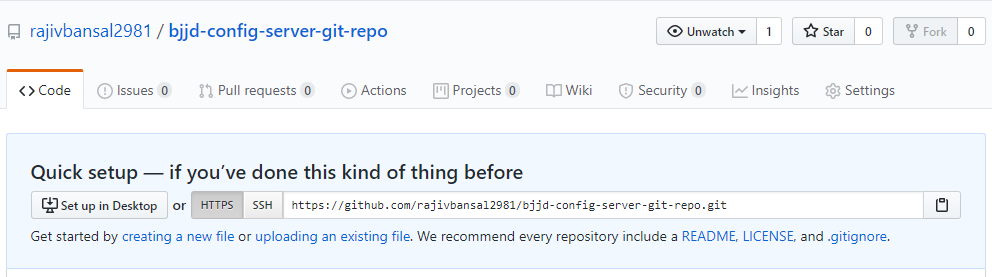 rajivbansal2981 / bjjd-config-server-git-repo
Unwatch 1 Star 0 Fork 0
Code Issues 0 Pull requests 0 Actions Projects 0 Wiki Security 0 Insights Settings
Quick setup — if you’ve done this kind of thing before
Set up in Desktop or HTTPS SSH https://github.com/rajivbansal2981/bjjd-config-server-git-repo.git
Get started by creating a new file or uploading an existing file. We recommend every repository include a README, LICENSE, and .gitignore.